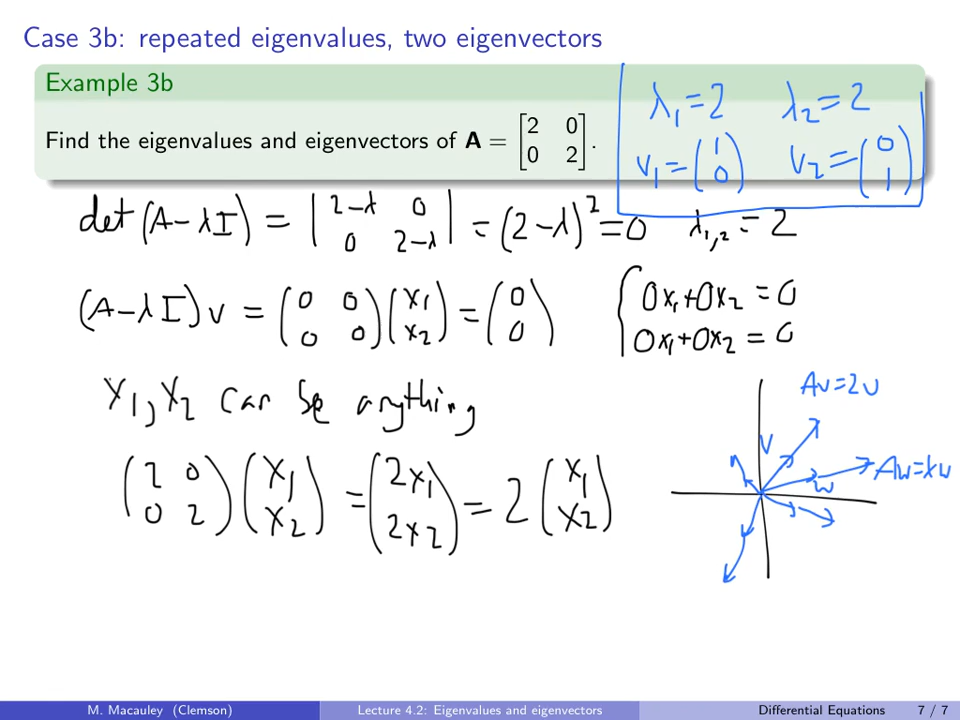 Case 3b: repeated eigenvalues, two eigenvectors
Example 3b
Find the eigenvalues and eigenvectors of A = [2 0; 0 2].
λ₁=2 λ₂=2
v₁=(1 0) v₂=(0 1)
det(A-λI) = |2-λ 0; 0 2-λ| = (2-λ)² = 0 λ₁,₂ = 2
(A-λI)v = (0 0; 0 0)(x₁ x₂) = (0 0)
{0x₁+0x₂ = 0
0x₁+0x₂ = 0
x₁, x₂ can be anything
(2 0; 0 2)(x₁ x₂) = (2x₁ 2x₂) = 2(x₁ x₂)
Av=2v
v
w
Aw=λw
M. Macauley (Clemson)
Lecture 4.2: Eigenvalues and eigenvectors
Differential Equations
7 / 7